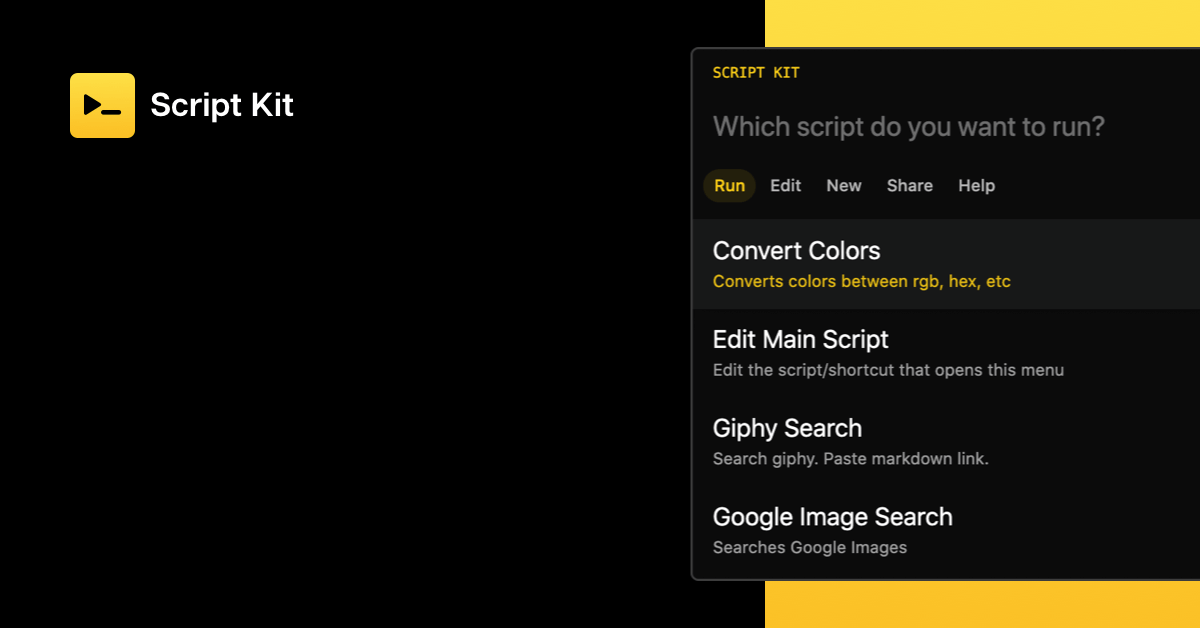 Script Kit
SCRIPT KIT
Which script do you want to run?
Run Edit New Share Help
Convert Colors
Converts colors between rgb, hex, etc
Edit Main Script
Edit the script/shortcut that opens this menu
Giphy Search
Search giphy. Paste markdown link.
Google Image Search
Searches Google Images